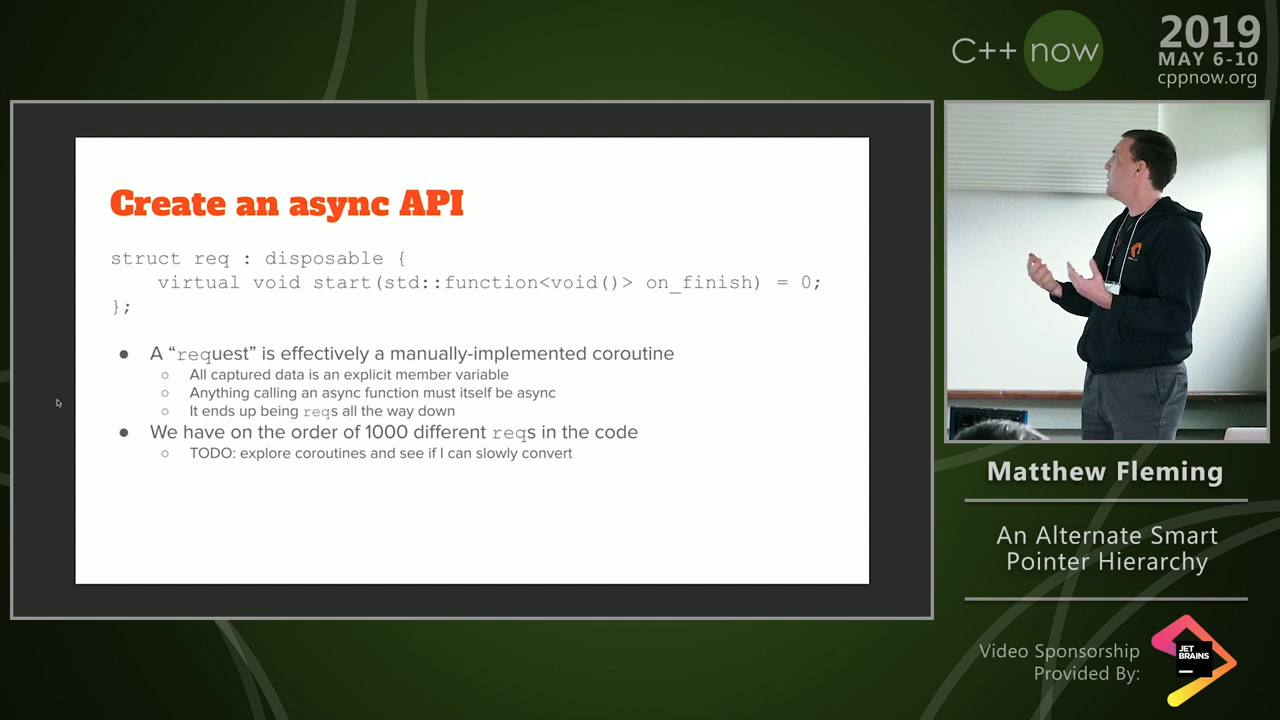 C++ now
2019
MAY 6-10
cppnow.org
Create an async API
struct req : disposable {
virtual void start(std::function<void()> on_finish) = 0;
};
● A “request” is effectively a manually-implemented coroutine
○ All captured data is an explicit member variable
○ Anything calling an async function must itself be async
○ It ends up being reqs all the way down
● We have on the order of 1000 different reqs in the code
○ TODO: explore coroutines and see if I can slowly convert
Matthew Fleming
An Alternate Smart
Pointer Hierarchy
Video Sponsorship
Provided By:
JET
BRAINS